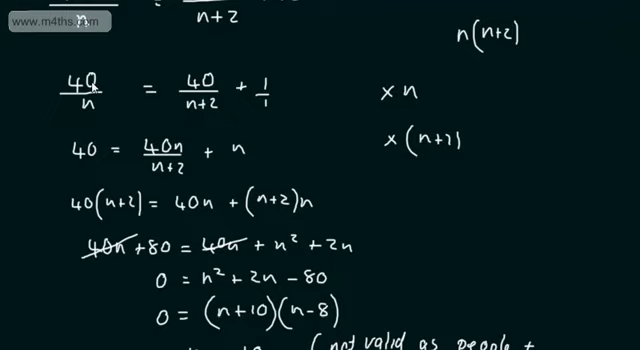 www.m4ths.com
n = n+2
n(n+2)
40/n = 40/(n+2) + 1/1
× n
40 = 40n/(n+2) + n
× (n+2)
40(n+2) = 40n + (n+2)n
40n + 80 = 40n + n² + 2n
0 = n² + 2n - 80
0 = (n+10)(n-8)
(not valid as people +